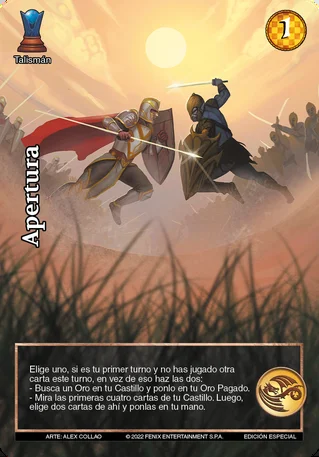 1
Talismán
Apertura
Elige uno, si es tu primer turno y no has jugado otra
carta este turno, en vez de eso haz las dos:
- Busca un Oro en tu Castillo y ponlo en tu Oro Pagado.
- Mira las primeras cuatro cartas de tu Castillo. Luego,
elige dos cartas de ahí y ponlas en tu mano.
ARTE: ALEX COLLAO
© 2022 FENIX ENTERTAINMENT S.P.A.
EDICIÓN ESPECIAL